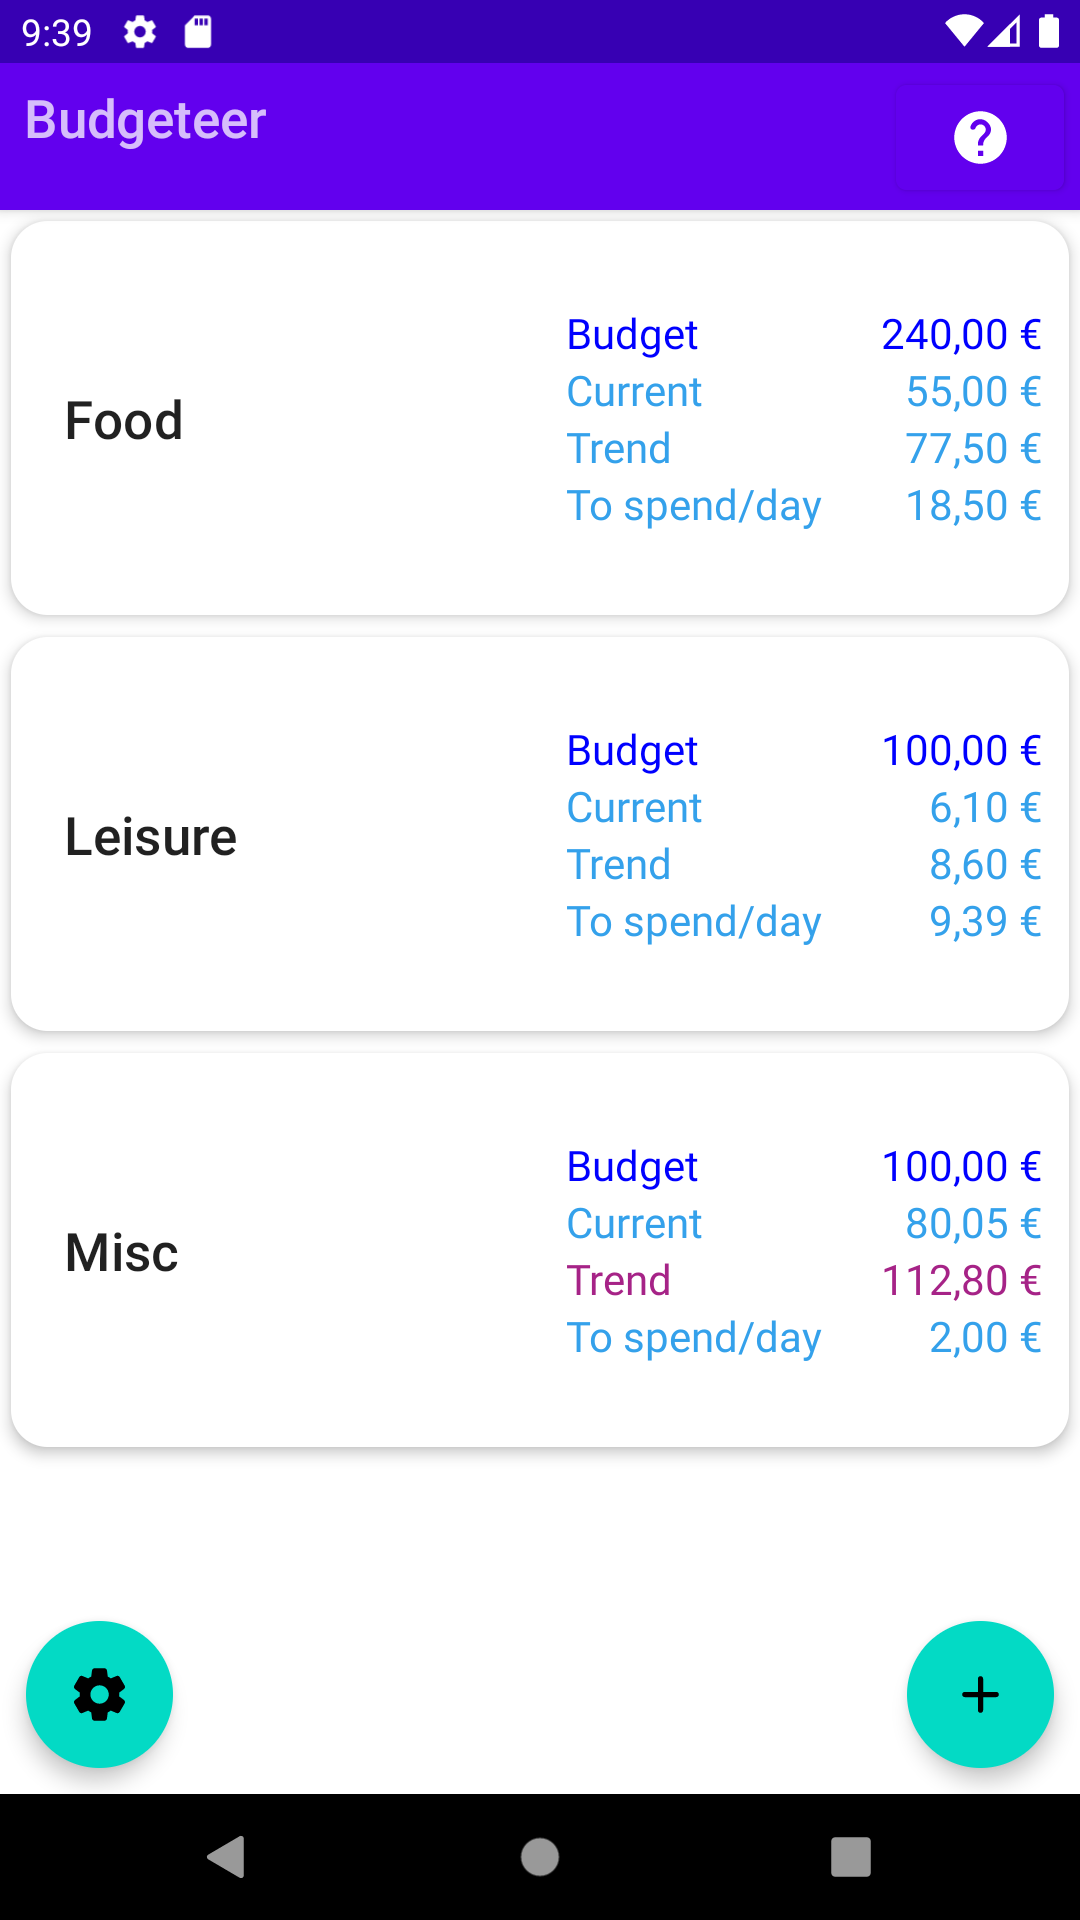 9:39
Budgeteer
Food
Budget 240,00 €
Current 55,00 €
Trend 77,50 €
To spend/day 18,50 €
Leisure
Budget 100,00 €
Current 6,10 €
Trend 8,60 €
To spend/day 9,39 €
Misc
Budget 100,00 €
Current 80,05 €
Trend 112,80 €
To spend/day 2,00 €